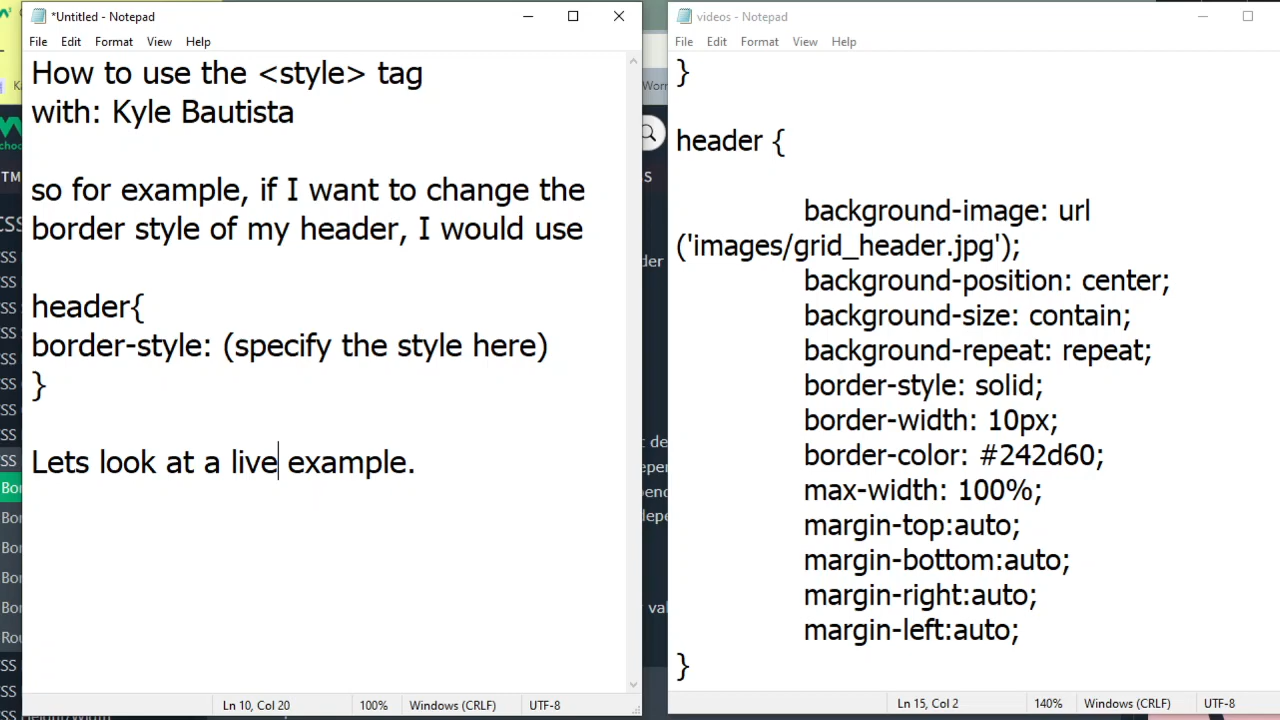 *Untitled - Notepad
File Edit Format View Help
How to use the <style> tag
with: Kyle Bautista
so for example, if I want to change the
border style of my header, I would use
header{
border-style: (specify the style here)
}
Lets look at a live example.
Ln 10, Col 20 100% Windows (CRLF) UTF-8
videos - Notepad
File Edit Format View Help
}
header {
background-image: url
('images/grid_header.jpg');
background-position: center;
background-size: contain;
background-repeat: repeat;
border-style: solid;
border-width: 10px;
border-color: #242d60;
max-width: 100%;
margin-top:auto;
margin-bottom:auto;
margin-right:auto;
margin-left:auto;
}
Ln 15, Col 2 140% Windows (CRLF) UTF-8